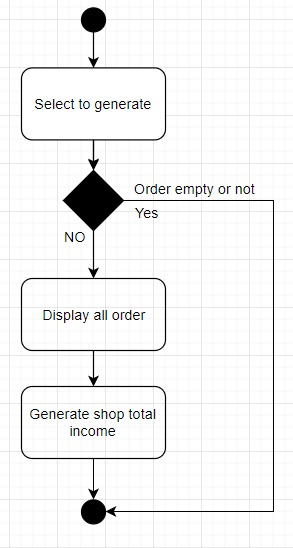 Select to generate
Order empty or not
Yes
NO
Display all order
Generate shop total
income